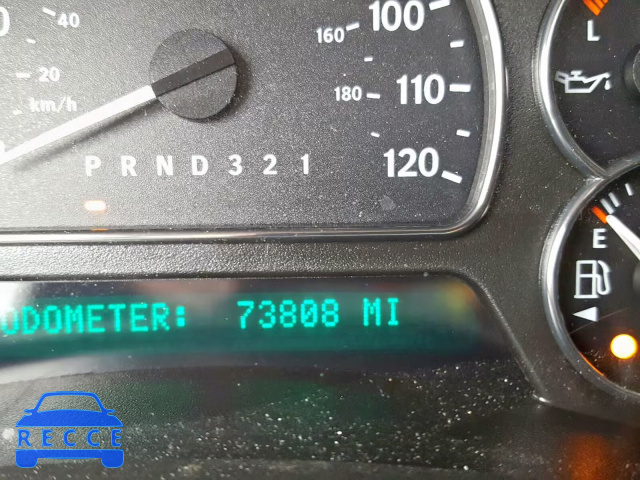 40
20
km/h
160
100
180
110
120
P R N D 3 2 1
L
E
ODOMETER: 73808 MI
RECCE